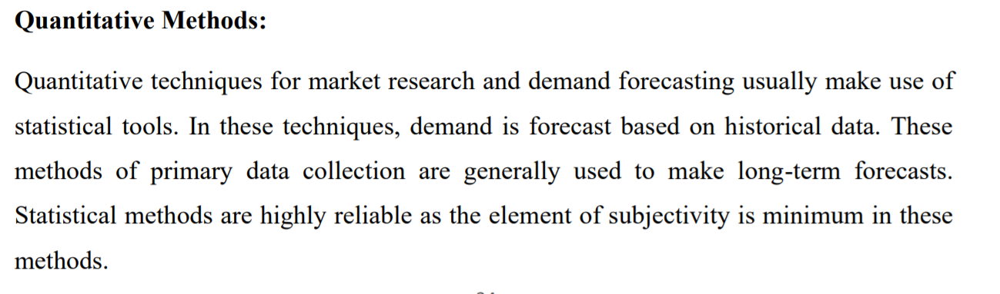 Quantitative Methods:
Quantitative techniques for market research and demand forecasting usually make use of
statistical tools. In these techniques, demand is forecast based on historical data. These
methods of primary data collection are generally used to make long-term forecasts.
Statistical methods are highly reliable as the element of subjectivity is minimum in these
methods.